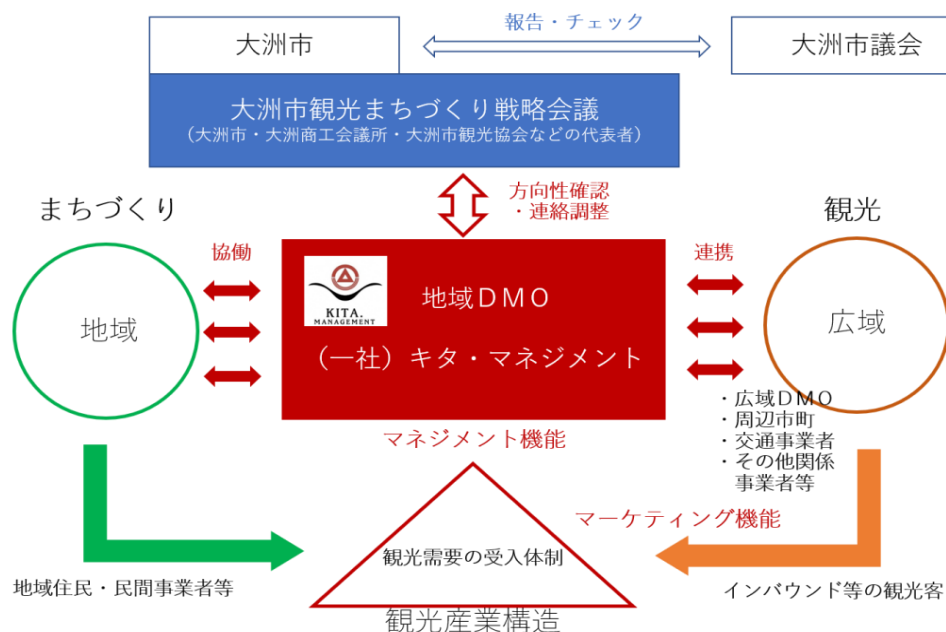 大洲市
報告・チェック
大洲市議会
大洲市観光まちづくり戦略会議
（大洲市・大洲商工会議所・大洲市観光協会などの代表者）
方向性確認
・連絡調整
まちづくり
観光
協働
連携
KITA.
MANAGEMENT
地域DMO
（一社）キタ・マネジメント
地域
広域
・広域DMO
・周辺市町
・交通事業者
・その他関係
事業者等
マネジメント機能
マーケティング機能
観光需要の受入体制
地域住民・民間事業者等
インバウンド等の観光客
観光産業構造